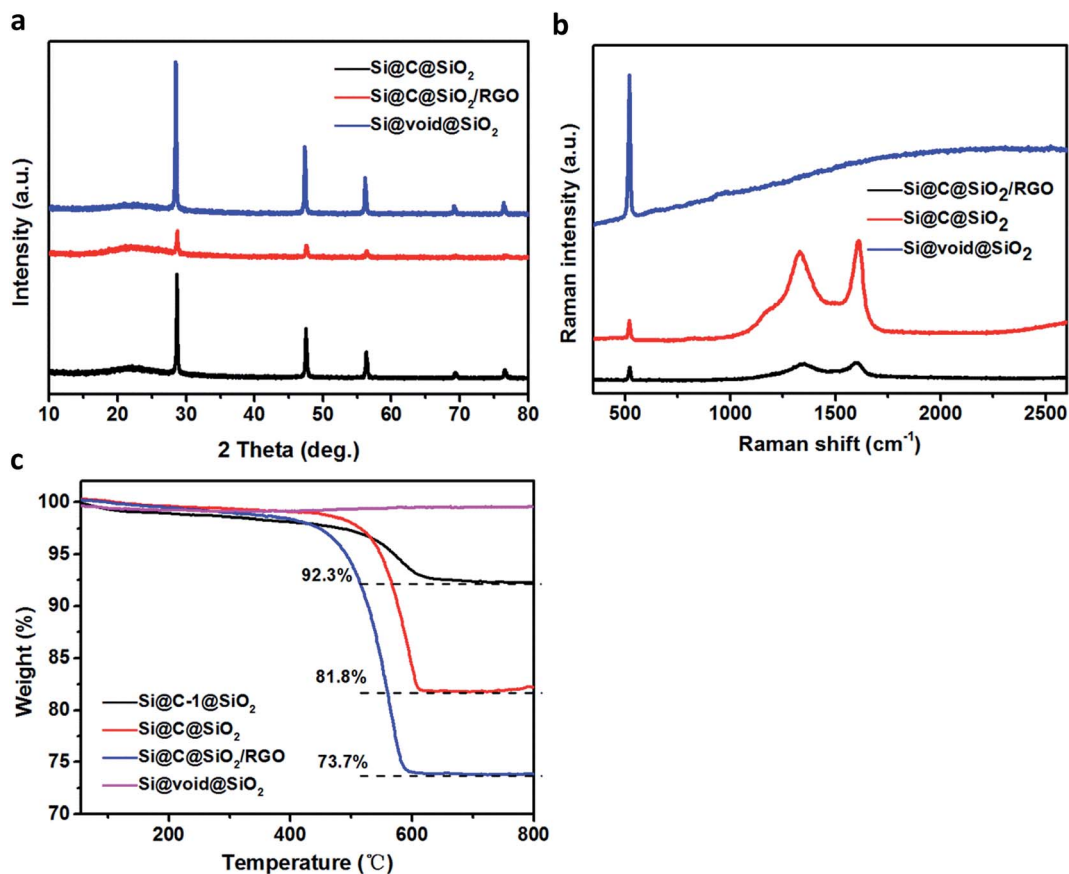 a
Intensity (a.u.)
Si@C@SiO2
Si@C@SiO2/RGO
Si@void@SiO2
10 20 30 40 50 60 70 80
2 Theta (deg.)
b
Raman intensity (a.u.)
Si@C@SiO2/RGO
Si@C@SiO2
Si@void@SiO2
500 1000 1500 2000 2500
Raman shift (cm-1)
c
Weight (%)
100
95
90
85
80
75
70
92.3%
81.8%
73.7%
Si@C-1@SiO2
Si@C@SiO2
Si@C@SiO2/RGO
Si@void@SiO2
200 400 600 800
Temperature (℃)